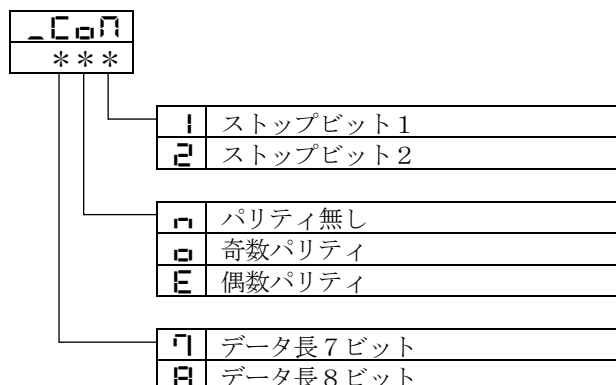 _CoM
***
1 ストップビット1
2 ストップビット2
n パリティ無し
o 奇数パリティ
E 偶数パリティ
7 データ長7ビット
8 データ長8ビット